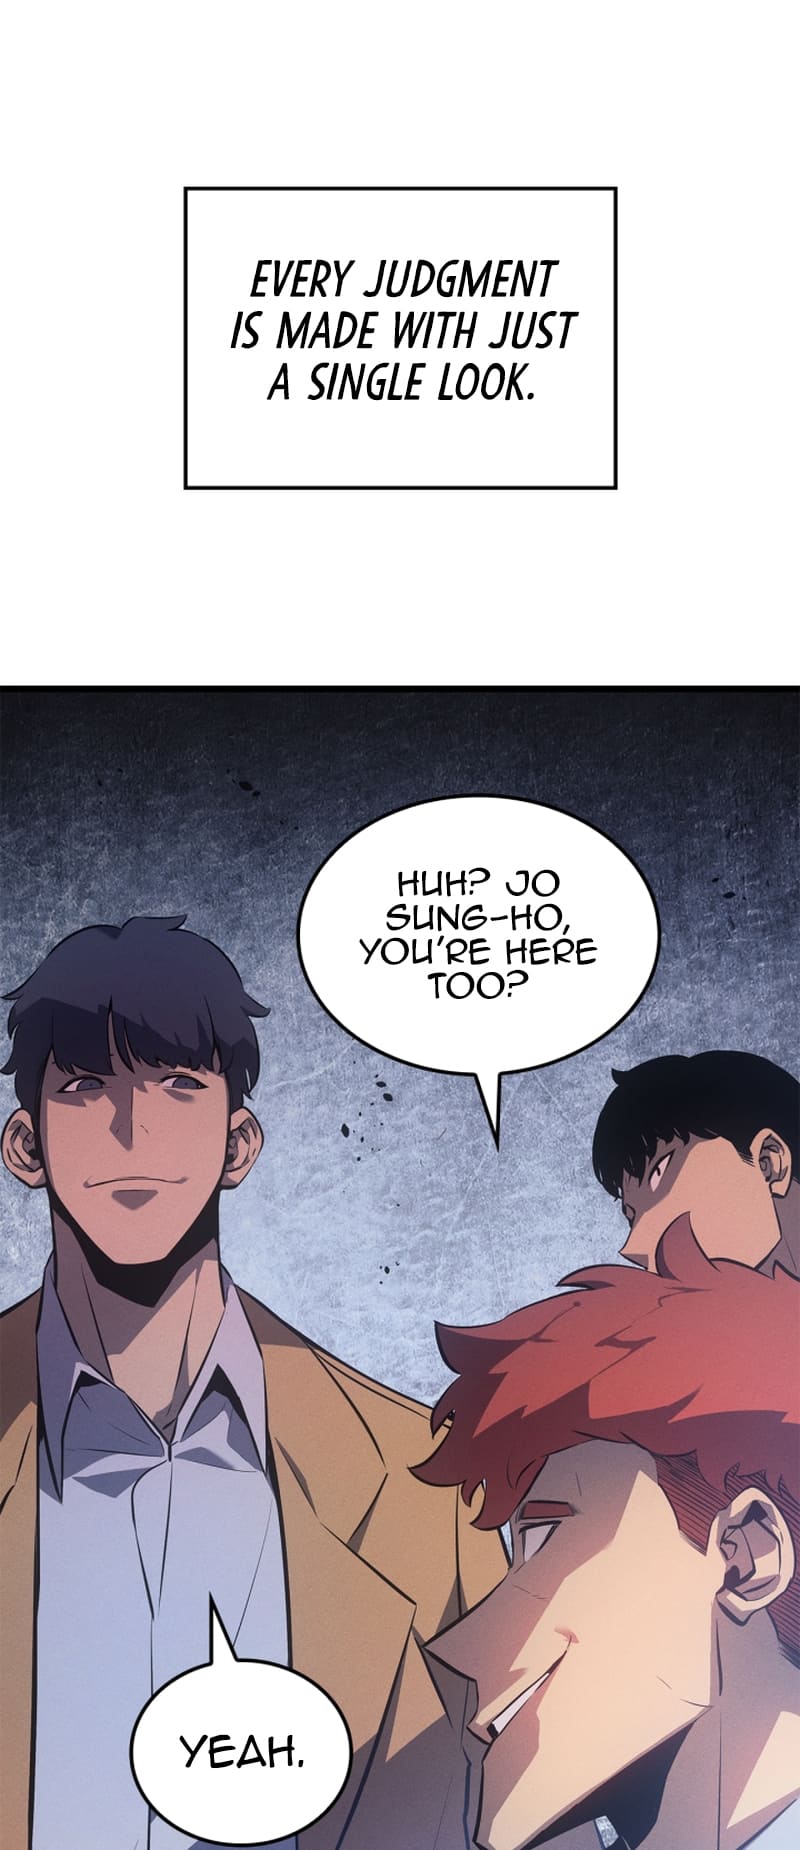 EVERY JUDGMENT
IS MADE WITH JUST
A SINGLE LOOK.
HUH? JO
SUNG-HO,
YOU'RE HERE
TOO?
YEAH.